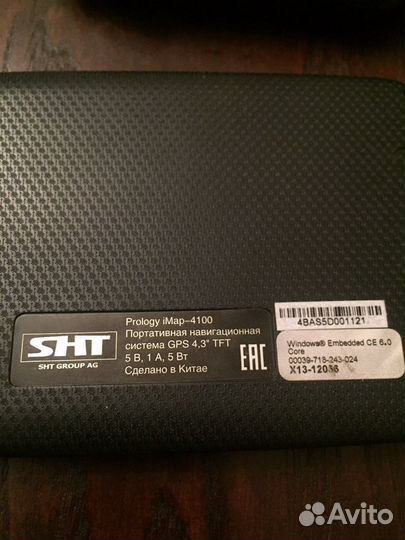 SHT
SHT GROUP AG
Prology iMap-4100
Портативная навигационная
система GPS 4,3" TFT
5 В, 1 А, 5 Вт
Сделано в Китае
EAC
4BAS5D001121
Windows® Embedded CE 6.0
Core
00039-718-243-024
X13-12036
Avito